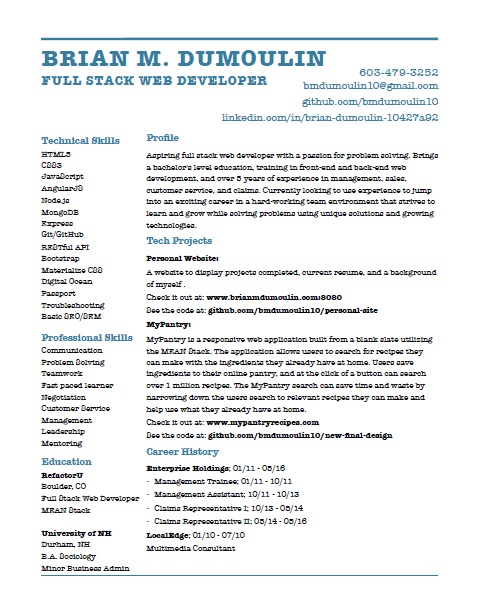 BRIAN M. DUMOULIN
FULL STACK WEB DEVELOPER
603-479-3252
bmdumoulin10@gmail.com
github.com/bmdumoulin10
linkedin.com/in/brian-dumoulin-10427a92
Technical Skills
HTML5
CSS3
JavaScript
AngularJS
Node.js
MongoDB
Express
Git/GitHub
RESTful API
Bootstrap
Materialize CSS
Digital Ocean
Passport
Troubleshooting
Basic SEO/SEM
Professional Skills
Communication
Problem Solving
Teamwork
Fast paced learner
Negotiation
Customer Service
Management
Leadership
Mentoring
Education
RefactorU
Boulder, CO
Full Stack Web Developer
MEAN Stack
University of NH
Durham, NH
B.A. Sociology
Minor Business Admin
Profile
Aspiring full stack web developer with a passion for problem solving. Brings
a bachelor's level education, training in front-end and back-end web
development, and over 5 years of experience in management, sales,
customer service, and claims. Currently looking to use experience to jump
into an exciting career in a hard-working team environment that strives to
learn and grow while solving problems using unique solutions and growing
technologies.
Tech Projects
Personal Website:
A website to display projects completed, current resume, and a background
of myself .
Check it out at: www.brianmdumoulin.com:8080
See the code at: github.com/bmdumoulin10/personal-site
MyPantry:
MyPantry is a responsive web application built from a blank slate utilizing
the MEAN Stack. The application allows users to search for recipes they
can make with the ingredients they already have at home. Users save
ingredients to their online pantry, and at the click of a button can search
over 1 million recipes. The MyPantry search can save time and waste by
narrowing down the users search to relevant recipes they can make and
help use what they already have at home.
Check it out at: www.mypantryrecipes.com
See the code at: github.com/bmdumoulin10/new-final-design
Career History
Enterprise Holdings; 01/11 - 05/16
- Management Trainee; 01/11 - 10/11
- Management Assistant; 10/11 - 10/13
- Claims Representative I; 10/13 - 05/14
- Claims Representative II; 05/14 - 05/16
LocalEdge; 01/10 - 07/10
Multimedia Consultant